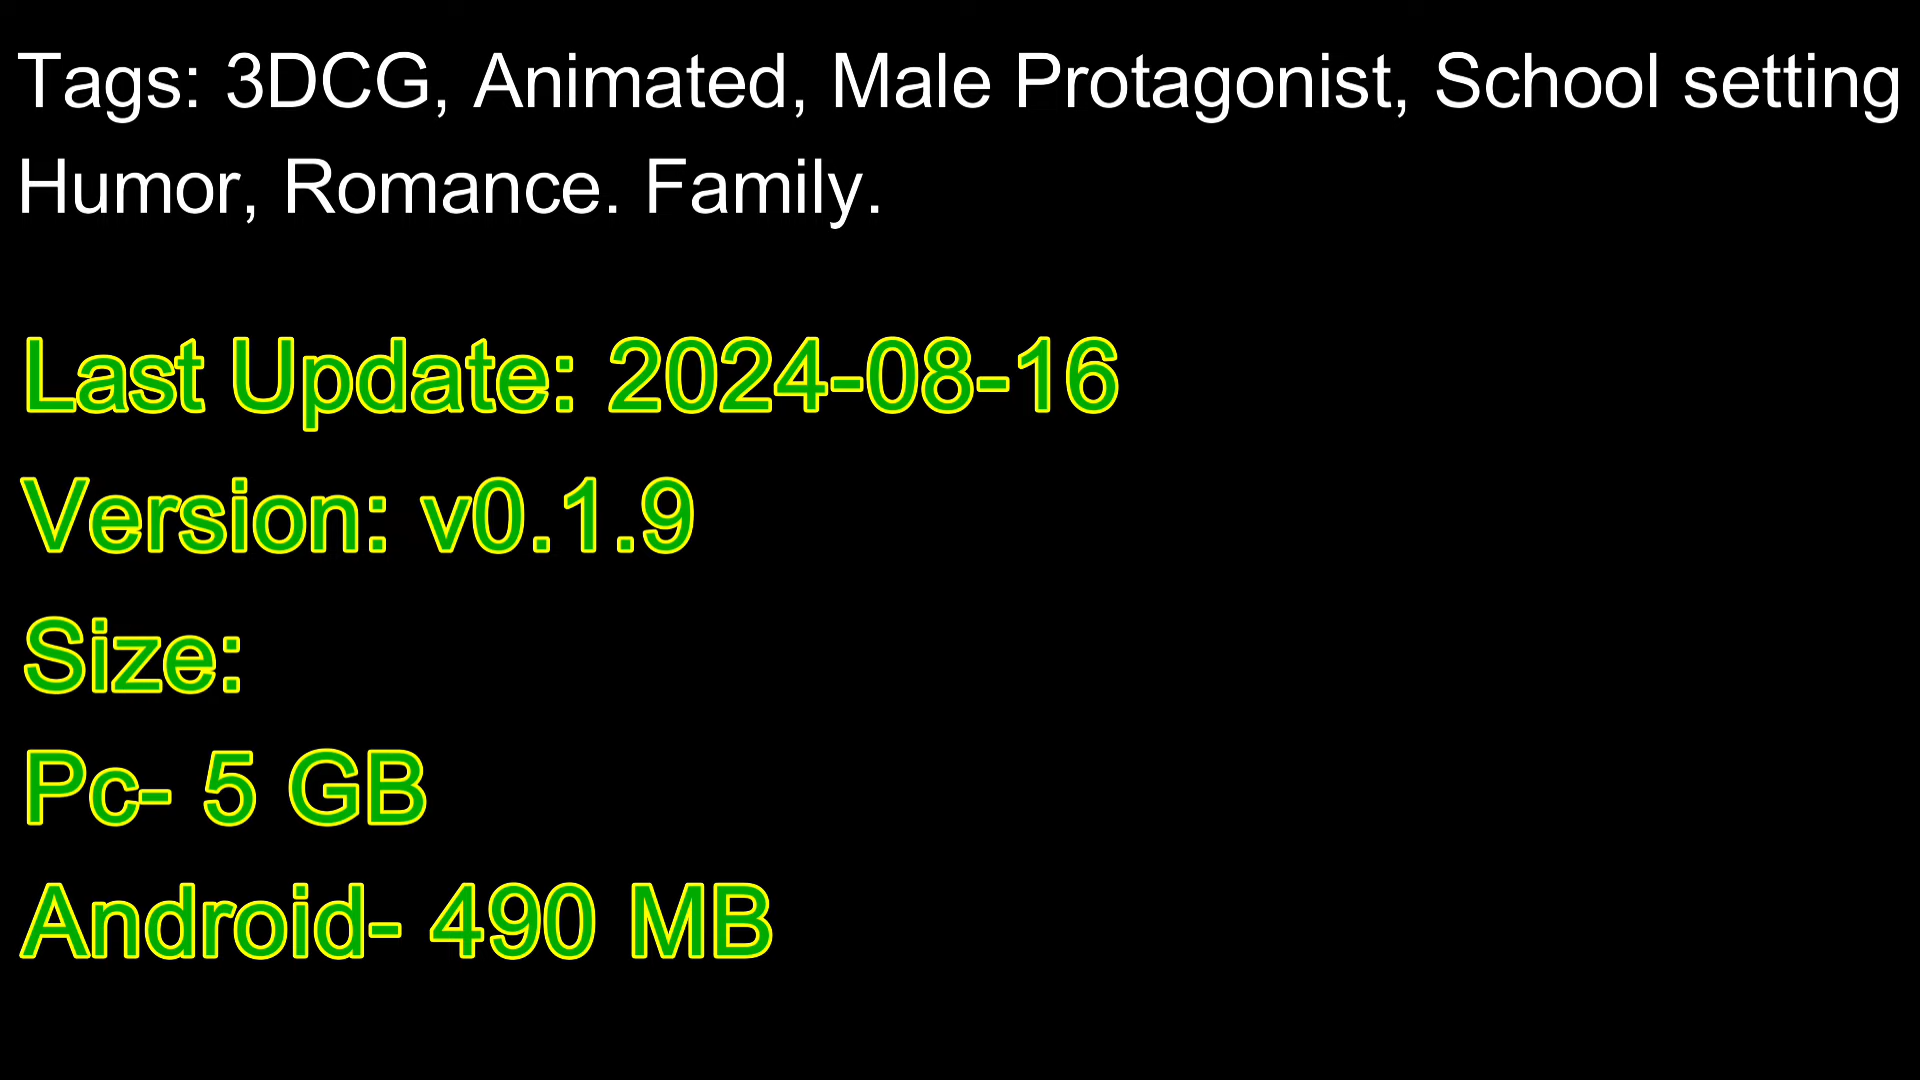 Tags: 3DCG, Animated, Male Protagonist, School setting
Humor, Romance. Family.
Last Update: 2024-08-16
Version: v0.1.9
Size:
Pc- 5 GB
Android- 490 MB